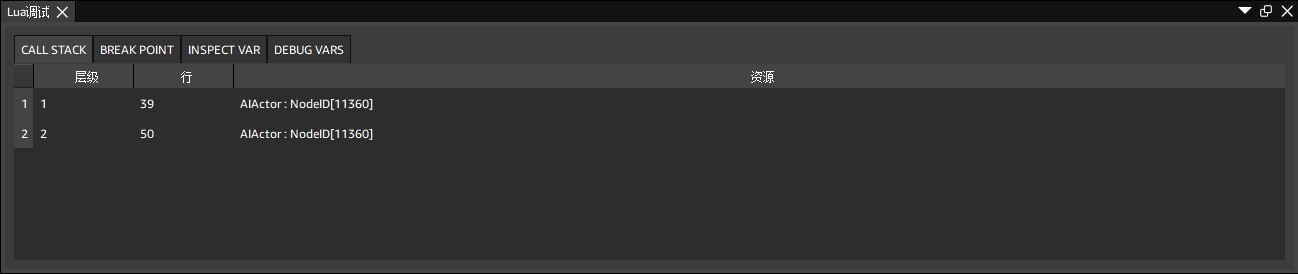 Lua调试
CALL STACK BREAK POINT INSPECT VAR DEBUG VARS
层级 行 资源
1 1 39 AIActor : NodeID[11360]
2 2 50 AIActor : NodeID[11360]